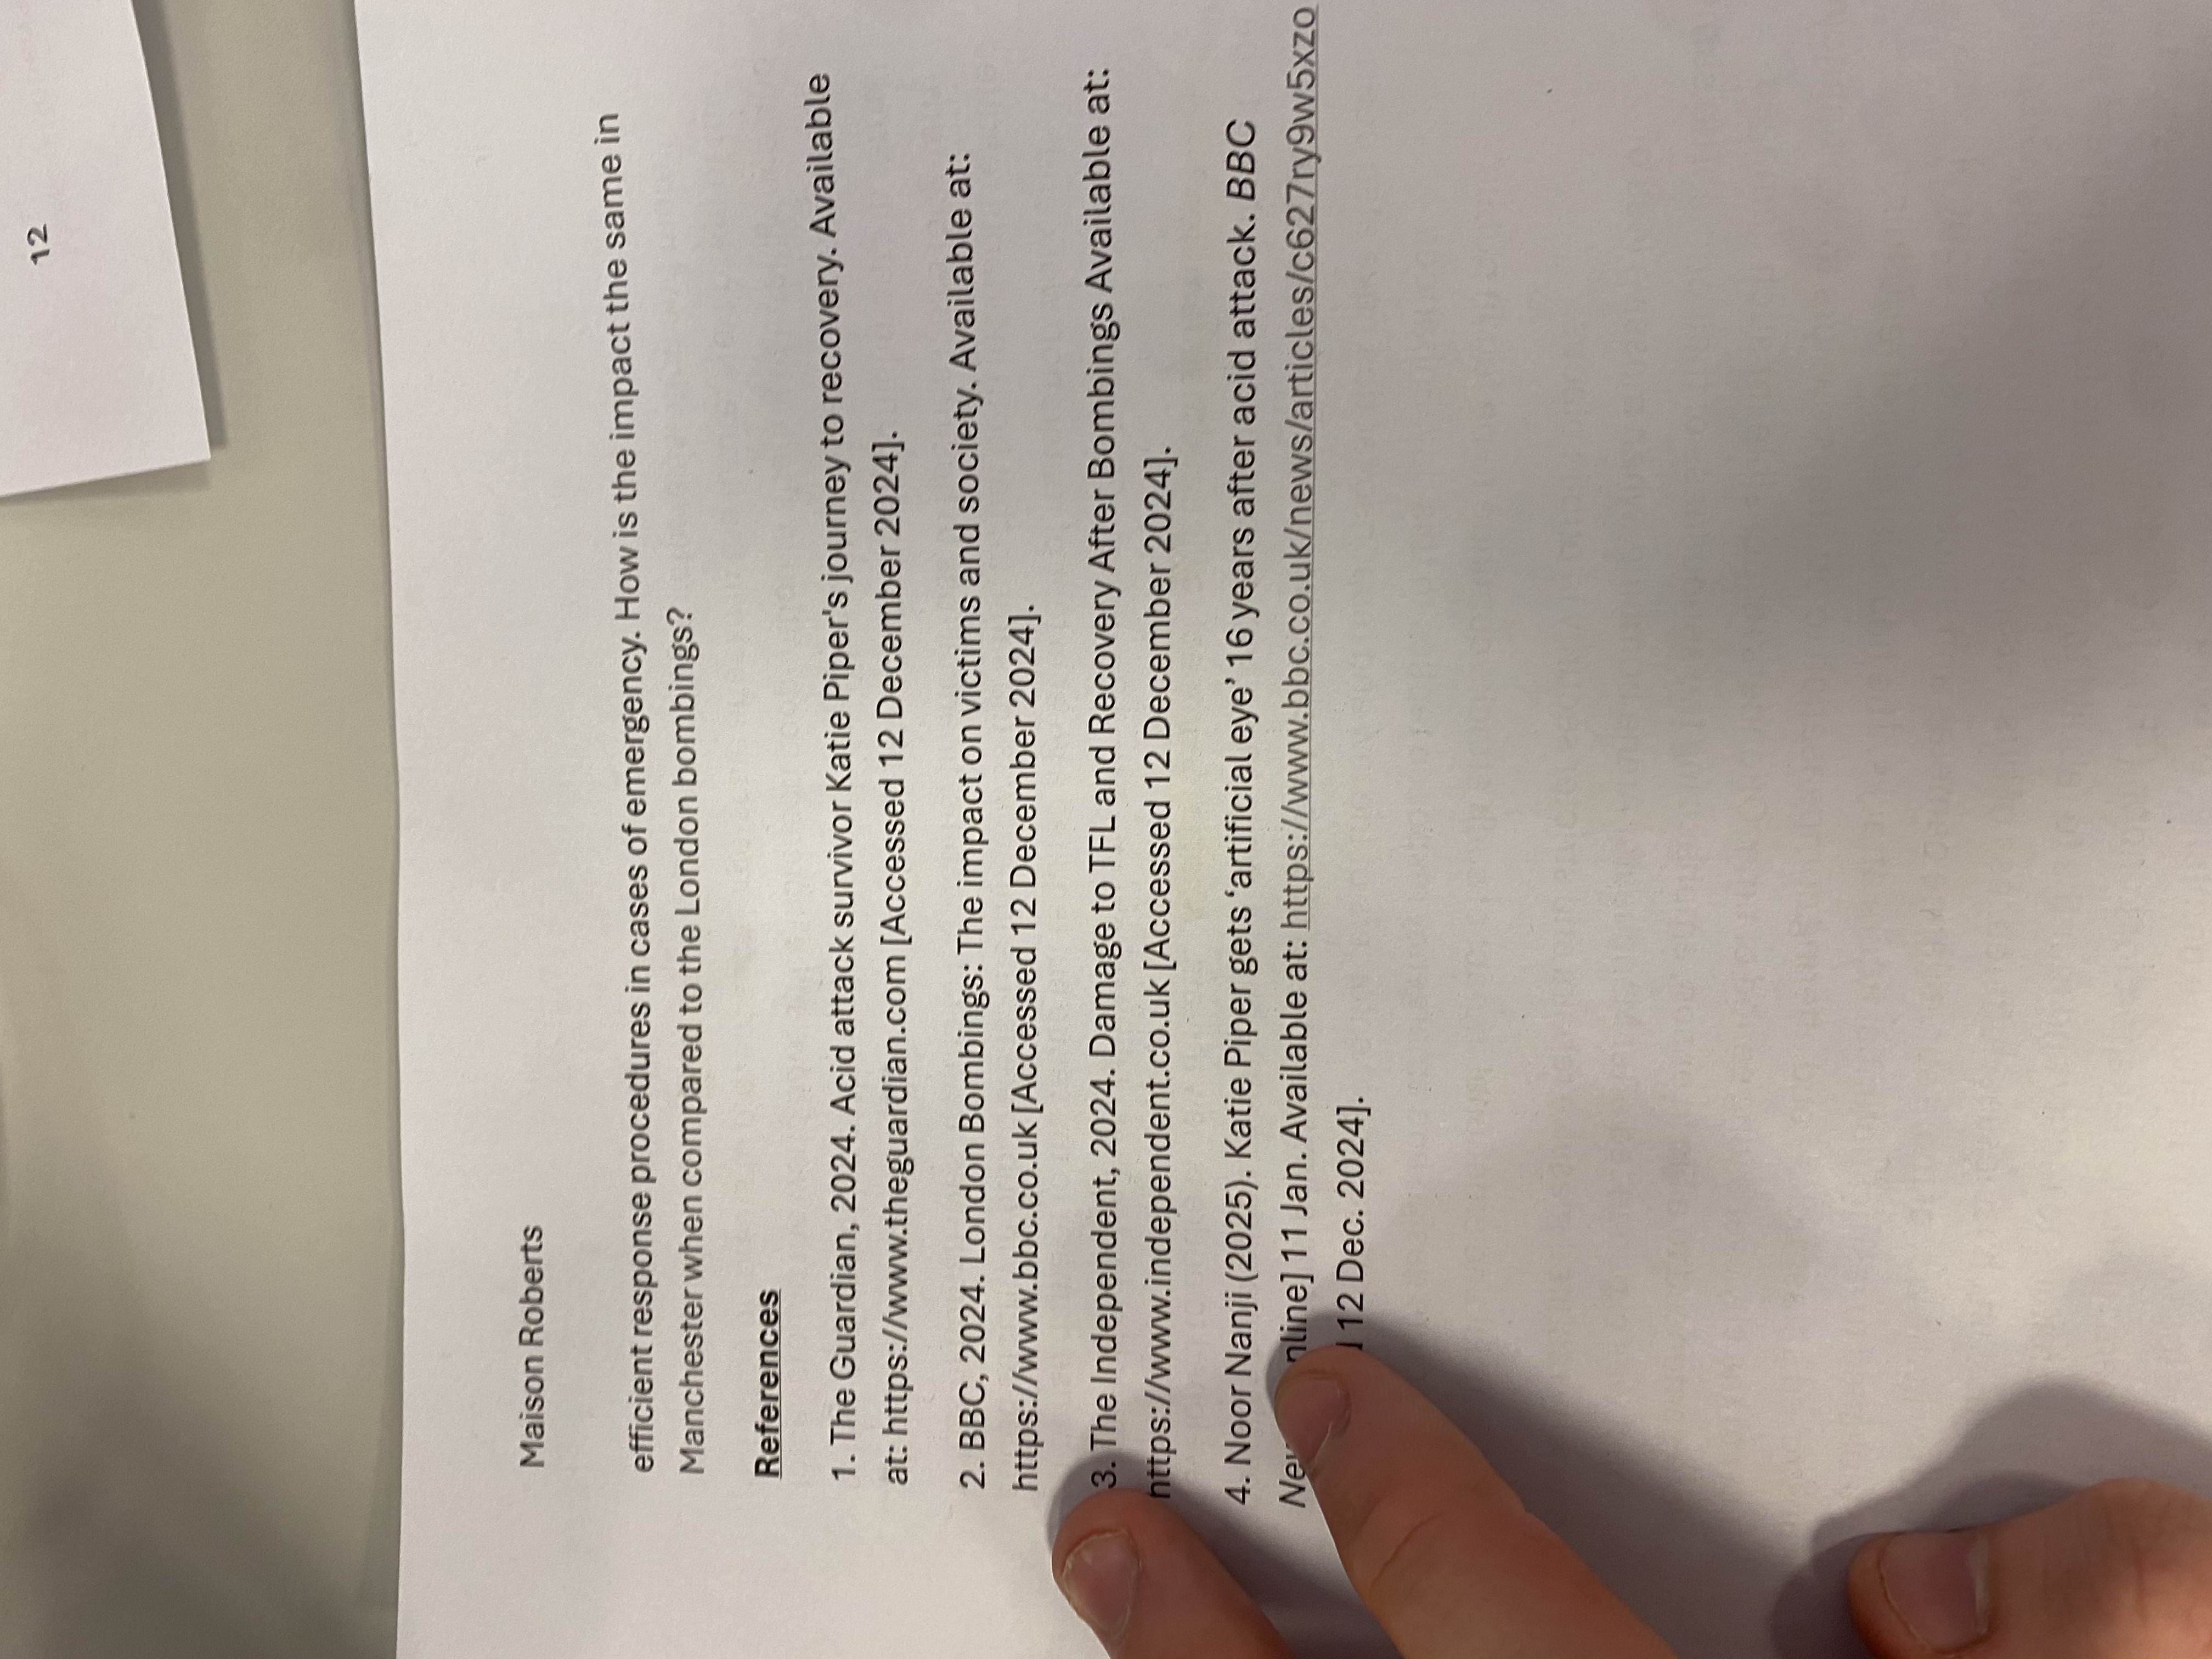 12
Maison Roberts
efficient response procedures in cases of emergency. How is the impact the same in
Manchester when compared to the London bombings?
References
1. The Guardian, 2024. Acid attack survivor Katie Piper's journey to recovery. Available
at: https://www.theguardian.com [Accessed 12 December 2024].
2. BBC, 2024. London Bombings: The impact on victims and society. Available at:
https://www.bbc.co.uk [Accessed 12 December 2024].
3. The Independent, 2024. Damage to TFL and Recovery After Bombings Available at:
https://www.independent.co.uk [Accessed 12 December 2024].
4. Noor Nanji (2025). Katie Piper gets ‘artificial eye’ 16 years after acid attack. BBC
11 Jan. Available at: https://www.bbc.co.uk/news/articles/c627ry9w5xzo
12 Dec. 2024].